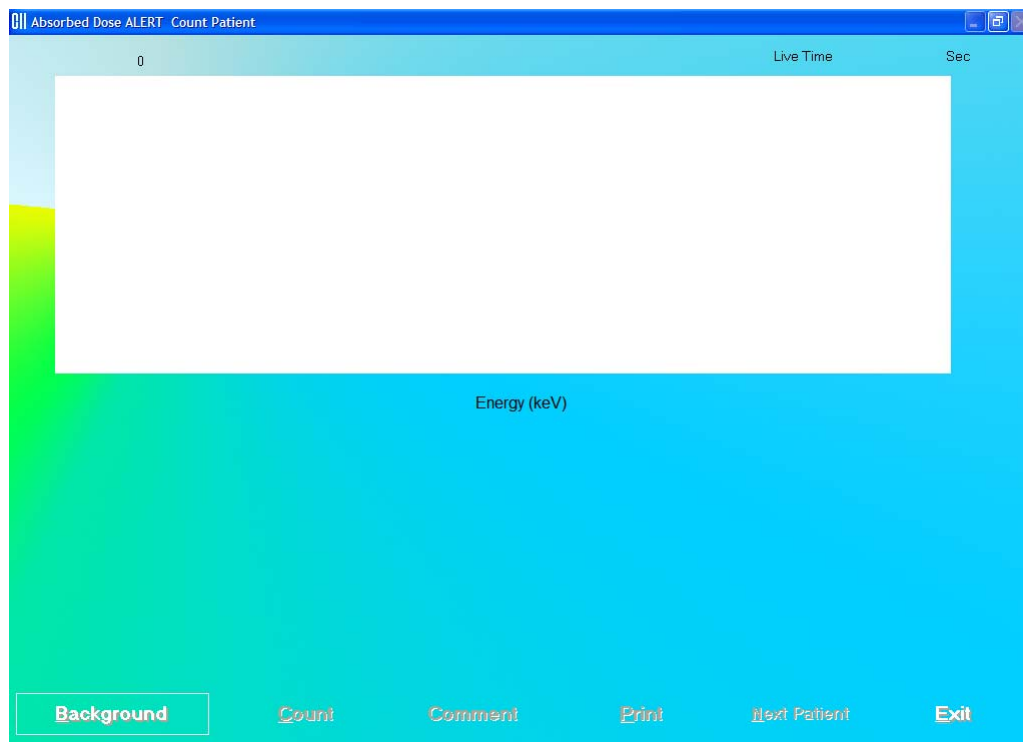 Absorbed Dose ALERT Count Patient
0 Live Time Sec
Energy (keV)
Background Count Comment Print Next Patient Exit